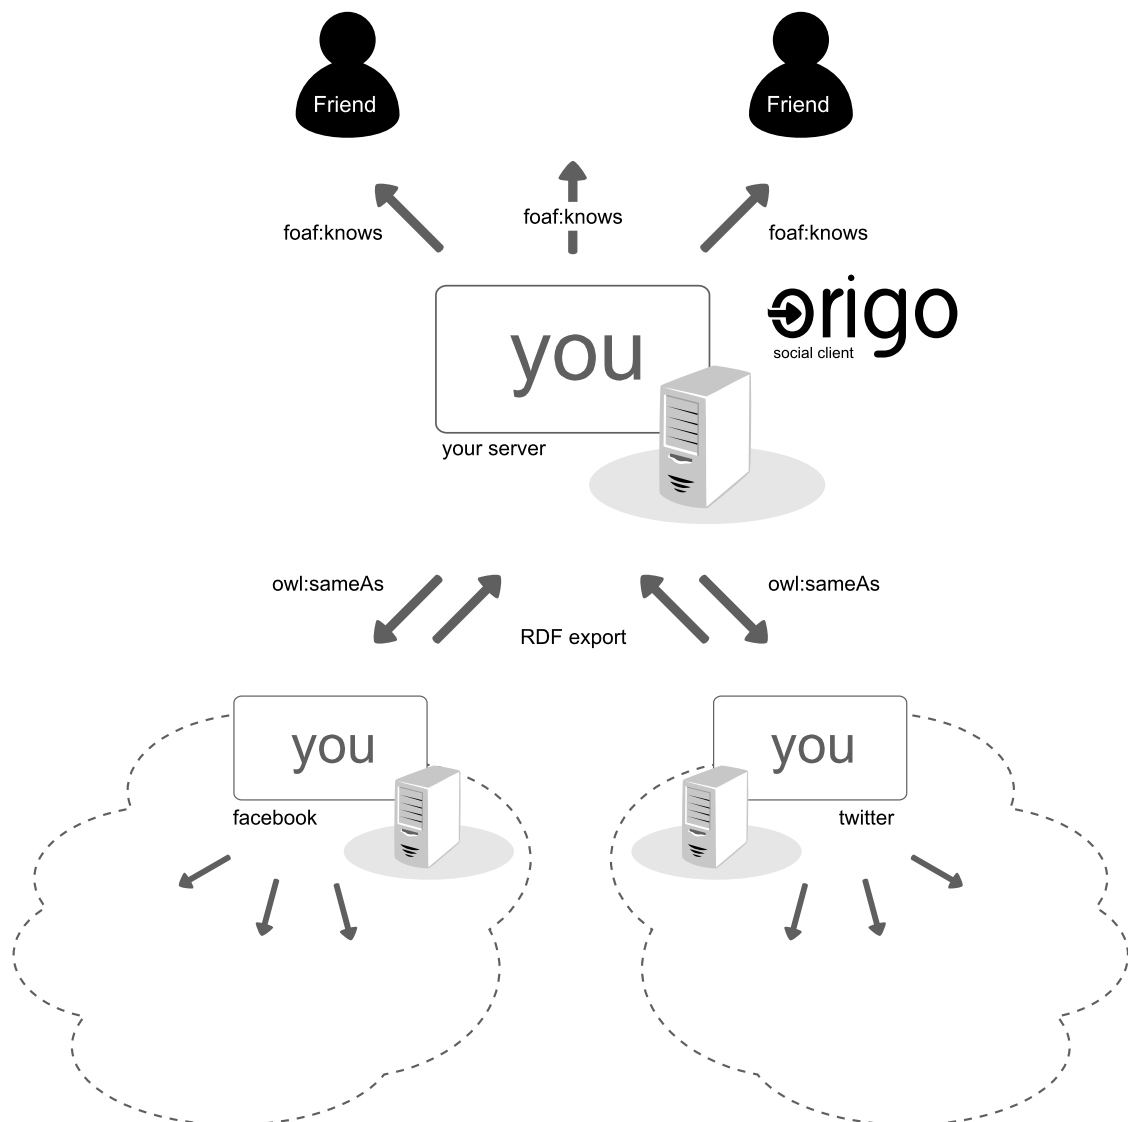 Friend
Friend
foaf:knows
foaf:knows
foaf:knows
you
origo
social client
your server
owl:sameAs
owl:sameAs
RDF export
you
you
facebook
twitter